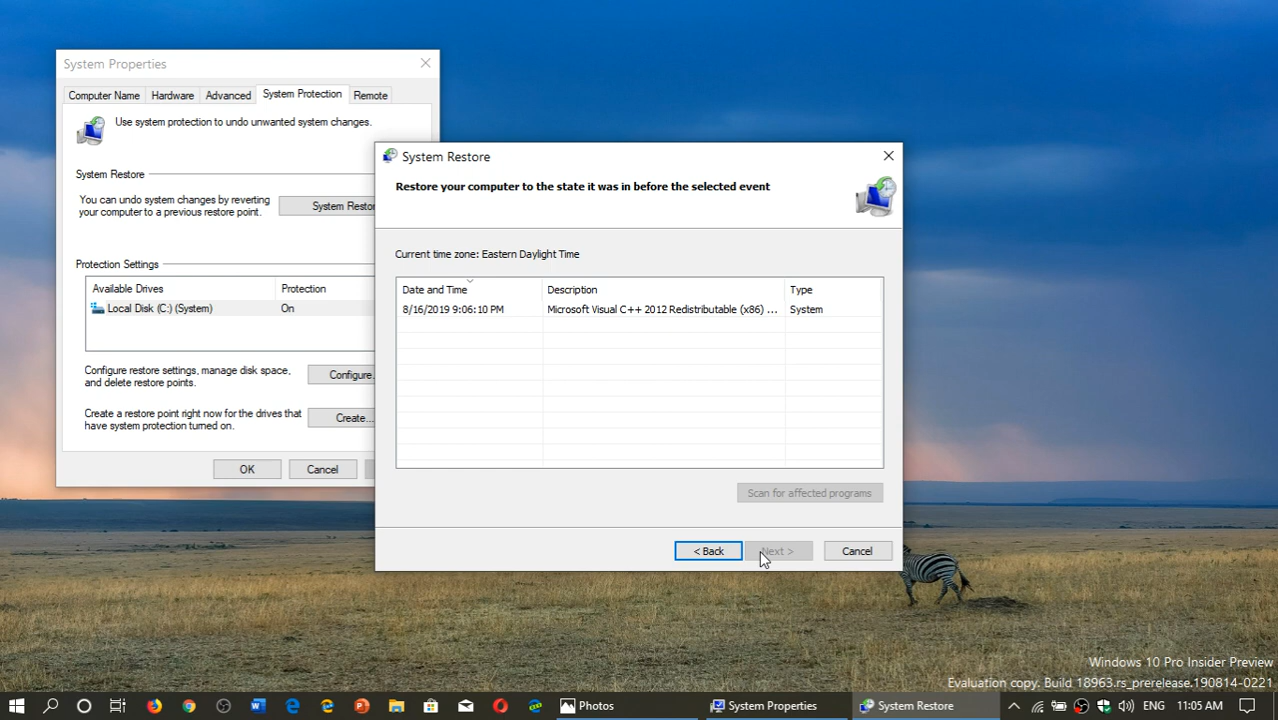 System Properties
Computer Name
Hardware
Advanced
System Protection
Remote
Use system protection to undo unwanted system changes.
System Restore
You can undo system changes by reverting
your computer to a previous restore point.
System Restor
Protection Settings
Available Drives
Protection
Local Disk (C:) (System)
On
Configure restore settings, manage disk space,
and delete restore points.
Configure.
Create a restore point right now for the drives that
have system protection turned on.
Create...
OK
Cancel
System Restore
Restore your computer to the state it was in before the selected event
Current time zone: Eastern Daylight Time
Date and Time
Description
Type
8/16/2019 9:06:10 PM
Microsoft Visual C++ 2012 Redistributable (x86) ...
System
Scan for affected programs
< Back
Next >
Cancel
Windows 10 Pro Insider Preview
Evaluation copy. Build 18963.rs_prerelease.190814-0221
Photos
System Properties
System Restore
ENG
11:05 AM